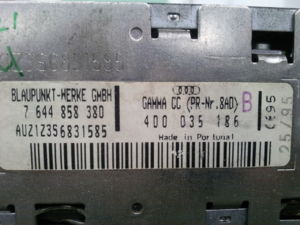 BLAUPUNKT-WERKE GMBH
7 644 858 380
AUZ1Z3S6831585
GAMMA CC (PR-Nr.8AD) B
4D0 035 186
Made in Portugal
CE95
25/95